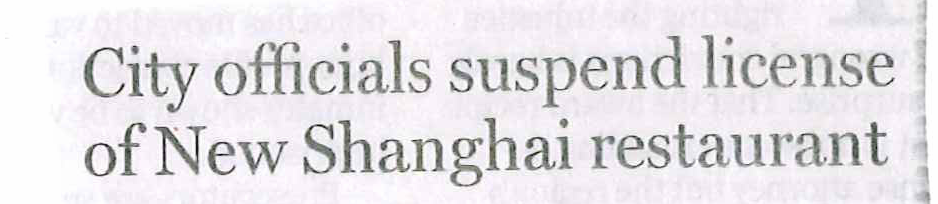 City officials suspend license
of New Shanghai restaurant